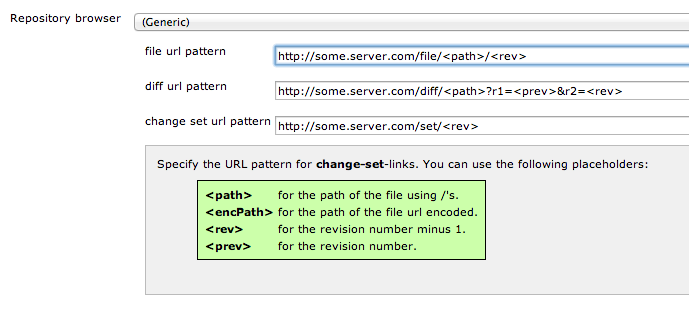 Repository browser (Generic)
file url pattern http://some.server.com/file/<path>/<rev>
diff url pattern http://some.server.com/diff/<path>?r1=<prev>&r2=<rev>
change set url pattern http://some.server.com/set/<rev>
Specify the URL pattern for change-set-links. You can use the following placeholders:
<path> for the path of the file using /'s.
<encPath> for the path of the file url encoded.
<rev> for the revision number minus 1.
<prev> for the revision number.